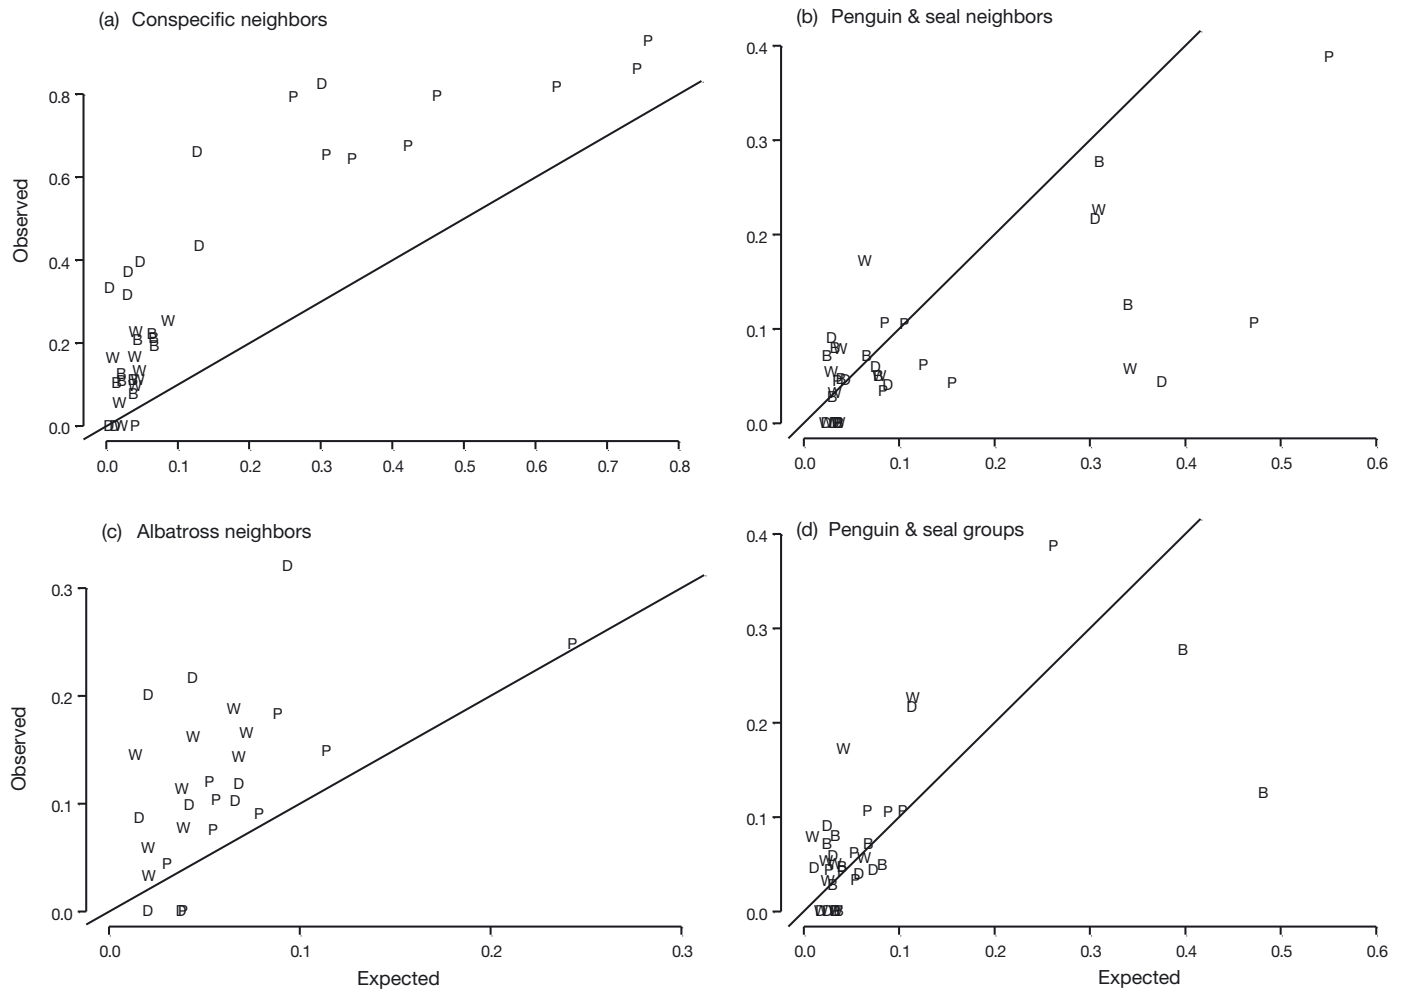 (a) Conspecific neighbors
Observed
0.8
0.6
0.4
0.2
0.0
0.0 0.1 0.2 0.3 0.4 0.5 0.6 0.7 0.8
P
P
D
P
P
P
P
D
P
P
D
D
D
D
D
W
(b) Penguin & seal neighbors
0.4
0.3
0.2
0.1
0.0
0.0 0.1 0.2 0.3 0.4 0.5 0.6
P
B
W
D
W
B
P P P
P
W D
P
(c) Albatross neighbors
Observed
0.3
0.2
0.1
0.0
0.0 0.1 0.2 0.3
Expected
D
P
D
D
W
P
W
W
P
W
W
P
D
W
P
D
D
P
D
W
P
W
P
W
D
(d) Penguin & seal groups
0.4
0.3
0.2
0.1
0.0
0.0 0.1 0.2 0.3 0.4 0.5 0.6
Expected
P
B
W
D
W
B
P P P